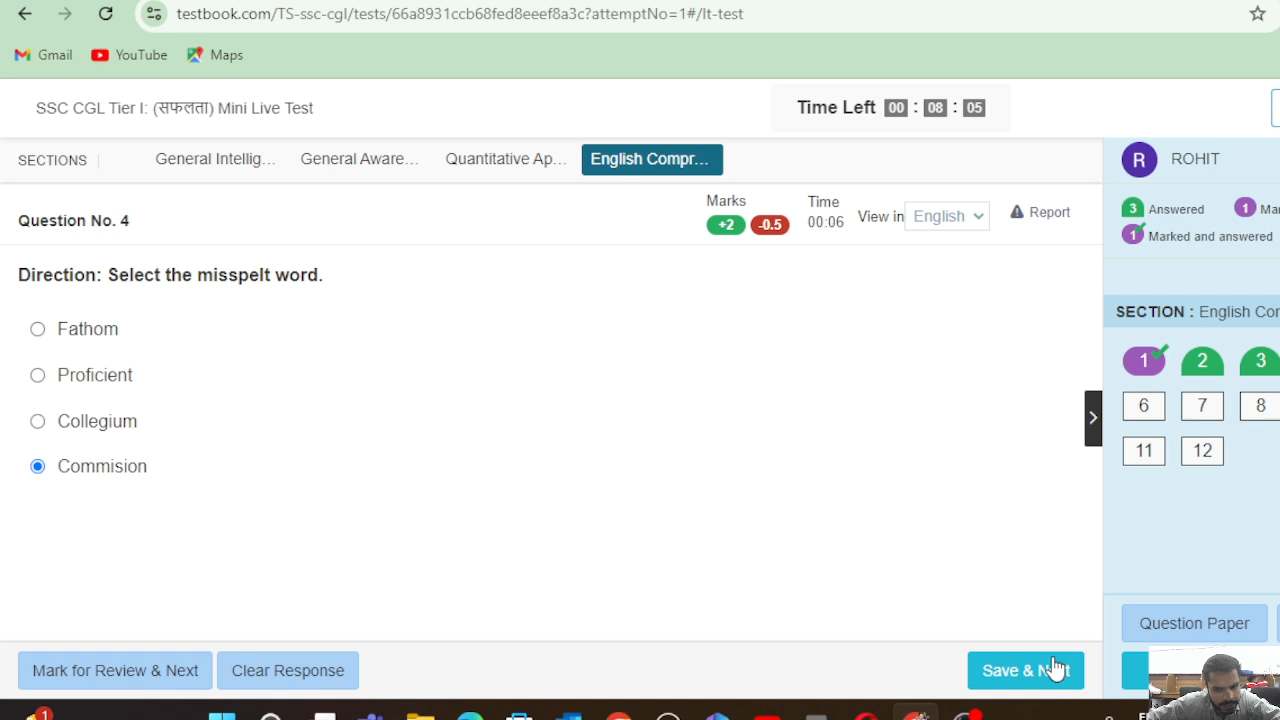 testbook.com/TS-ssc-cgl/tests/66a8931ccb68fed8eeef8a3c?attemptNo=1#/lt-test
Gmail YouTube Maps
SSC CGL Tier I: (सफलता) Mini Live Test
Time Left 00 : 08 : 05
SECTIONS General Intellig... General Aware... Quantitative Ap... English Compr...
R ROHIT
Question No. 4
Marks
+2 -0.5
Time
00:06
View in English
Report
3 Answered 1 Ma
1 Marked and answered
Direction: Select the misspelt word.
Fathom
Proficient
Collegium
Commision
SECTION : English Con
1 2 3
6 7 8
11 12
Question Paper
Mark for Review & Next Clear Response Save & Next
1